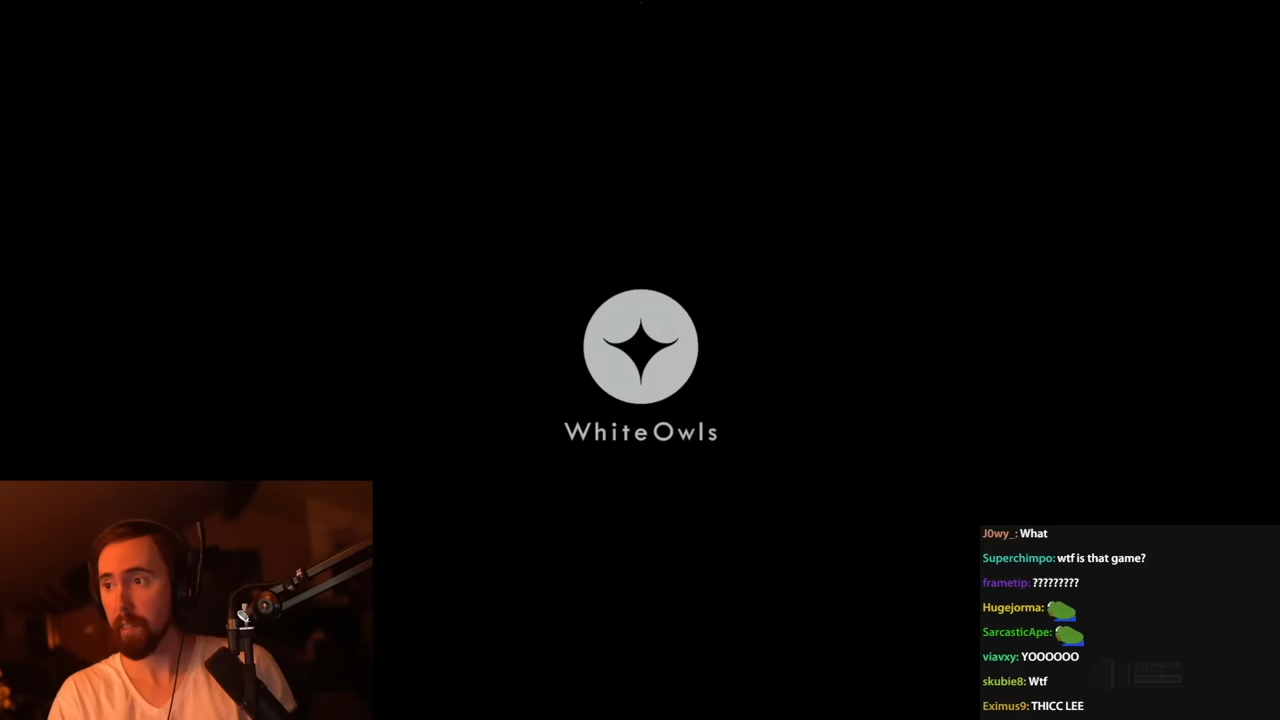 WhiteOwls
J0wy_: What
Superchimpo: wtf is that game?
frametip: ?????????
Hugejorma:
SarcasticApe:
viavxy: YOOOOOO
skubie8: Wtf
Eximus9: THICC LEE